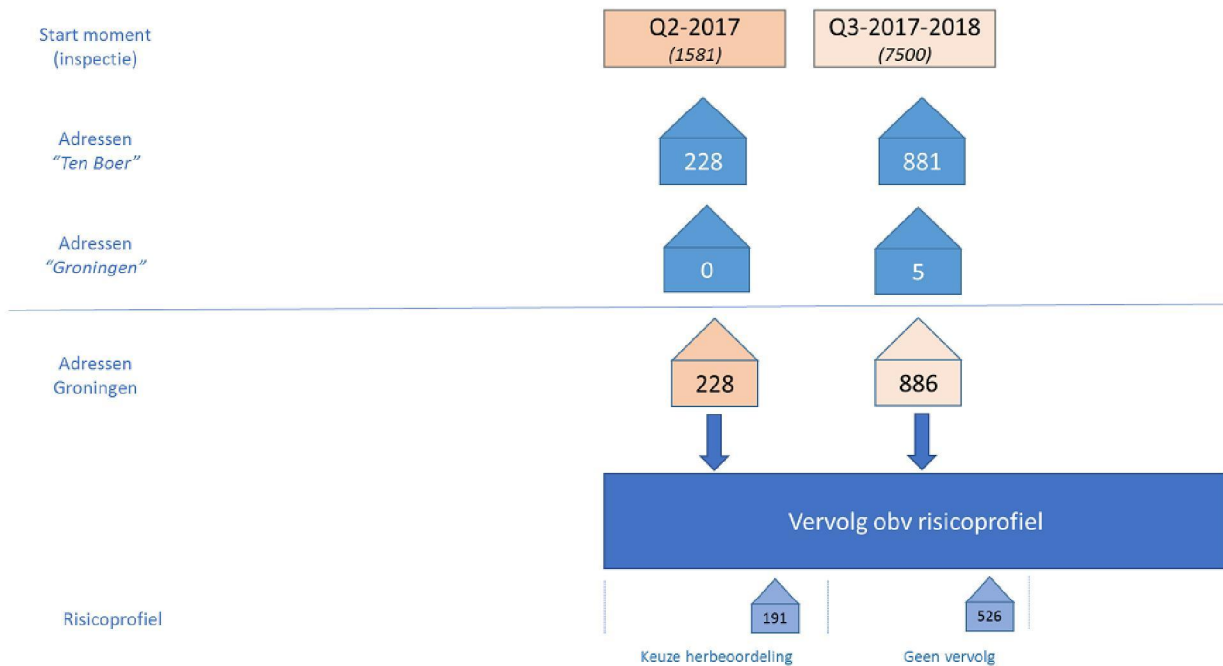 Start moment
(inspectie)
Q2-2017
(1581)
Q3-2017-2018
(7500)
Adressen
"Ten Boer"
228
881
Adressen
"Groningen"
0
5
Adressen
Groningen
228
886
Vervolg obv risicoprofiel
Risicoprofiel
191
526
Keuze herbeoordeling
Geen vervolg